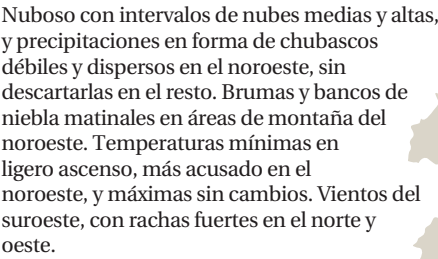 Nuboso con intervalos de nubes medias y altas,
y precipitaciones en forma de chubascos
débiles y dispersos en el noroeste, sin
descartarlas en el resto. Brumas y bancos de
niebla matinales en áreas de montaña del
noroeste. Temperaturas mínimas en
ligero ascenso, más acusado en el
noroeste, y máximas sin cambios. Vientos del
suroeste, con rachas fuertes en el norte y
oeste.